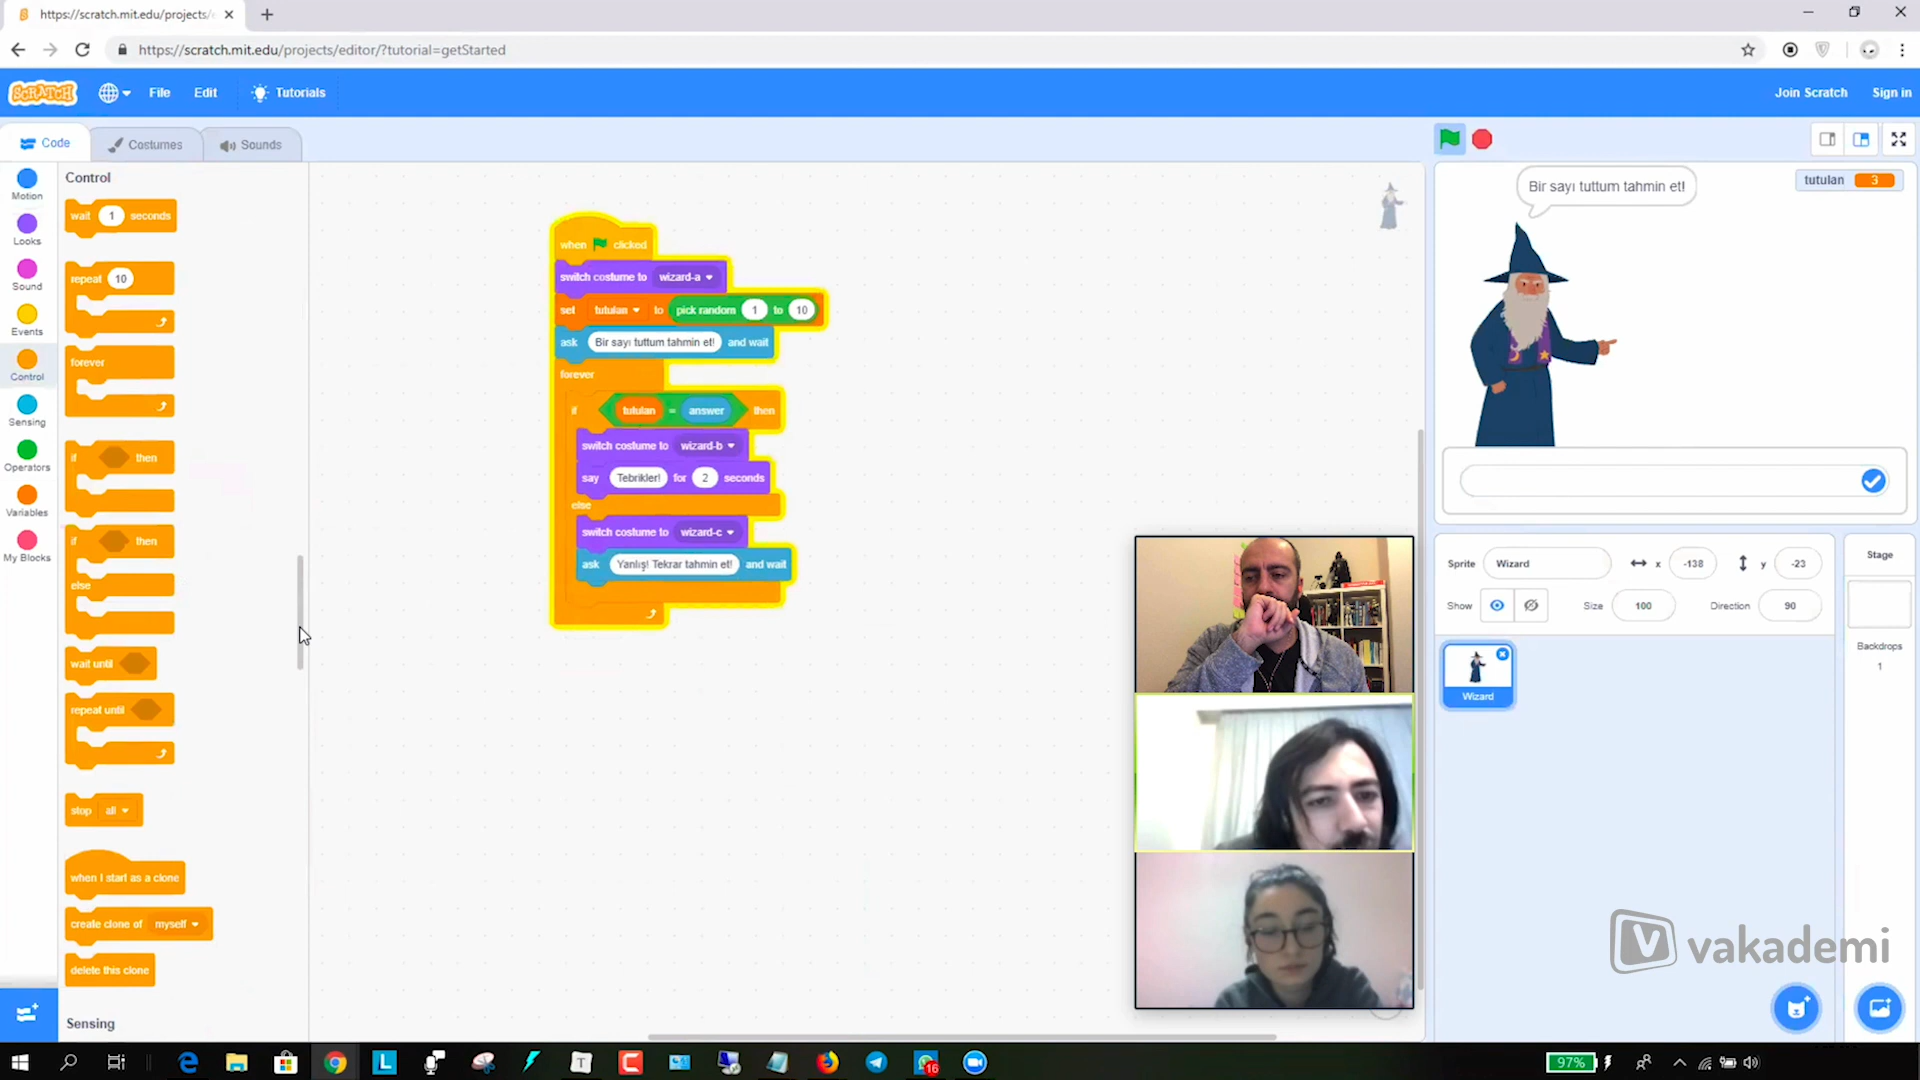 https://scratch.mit.edu/projects/
https://scratch.mit.edu/projects/editor/?tutorial=getStarted
SCRATCH File Edit Tutorials Join Scratch Sign in
Code Costumes Sounds
Motion
Looks
Sound
Events
Control
Sensing
Operators
Variables
My Blocks
Control
wait 1 seconds
repeat 10
forever
if then
if then
else
wait until
repeat until
stop all
when I start as a clone
create clone of myself
delete this clone
Sensing
when clicked
switch costume to wizard-a
set tutulan to pick random 1 to 10
ask Bir sayı tuttum tahmin et! and wait
forever
if tutulan = answer then
switch costume to wizard-b
say Tebrikler! for 2 seconds
else
switch costume to wizard-c
ask Yanlış! Tekrar tahmin et! and wait
Bir sayı tuttum tahmin et!
tutulan 3
Sprite Wizard x -138 y -23
Show Size 100 Direction 90
Wizard
Stage
Backdrops
1
vakademi
97%
16